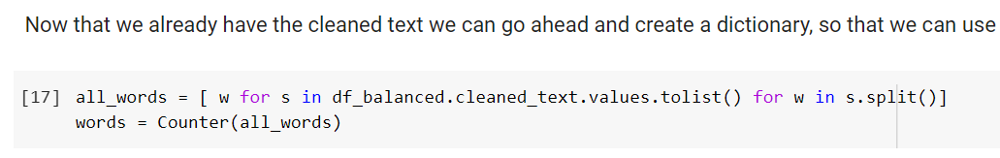 Now that we already have the cleaned text we can go ahead and create a dictionary, so that we can use
[17] all_words = [ w for s in df_balanced.cleaned_text.values.tolist() for w in s.split()]
words = Counter(all_words)